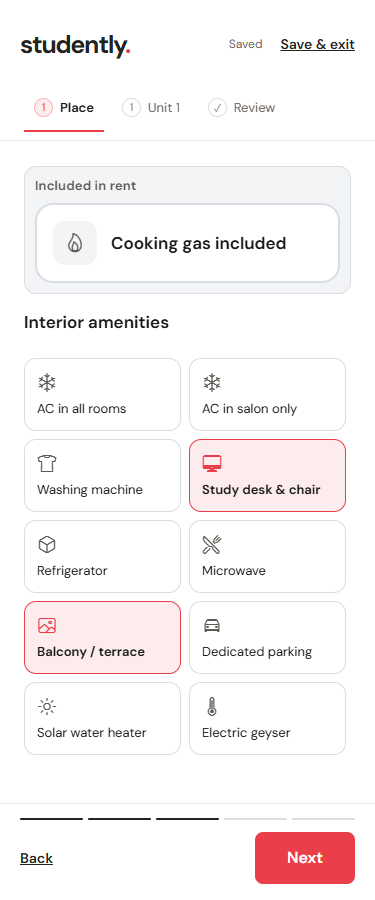 studently.
Saved
Save & exit
1 Place
1 Unit 1
✓ Review
Included in rent
Cooking gas included
Interior amenities
AC in all rooms
AC in salon only
Washing machine
Study desk & chair
Refrigerator
Microwave
Balcony / terrace
Dedicated parking
Solar water heater
Electric geyser
Back
Next